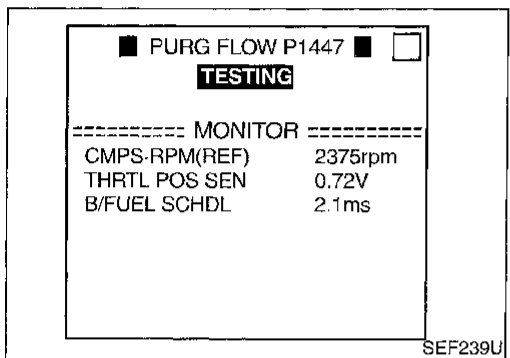 PURG FLOW P1447
TESTING
========= MONITOR =========
CMPS-RPM(REF) 2375rpm
THRTL POS SEN 0.72V
B/FUEL SCHDL 2.1ms
SEF239U